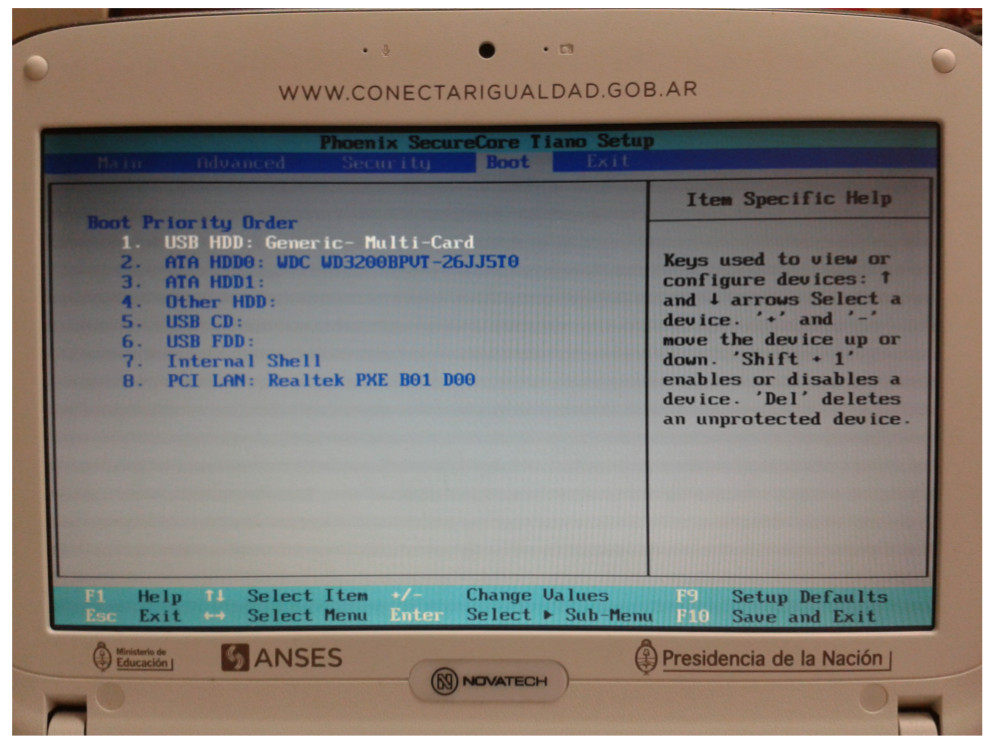 WWW.CONECTARIGUALDAD.GOB.AR
Phoenix SecureCore Tiano Setup
Main Advanced Security Boot Exit
Item Specific Help
Boot Priority Order
1. USB HDD: Generic- Multi-Card
2. ATA HDD0: WDC WD3200BPVT-26JJ5T0
3. ATA HDD1:
4. Other HDD:
5. USB CD:
6. USB FDD:
7. Internal Shell
8. PCI LAN: Realtek PXE B01 D00
Keys used to view or
configure devices: ↑
and ↓ arrows Select a
device. '+' and '-'
move the device up or
down. 'Shift + 1'
enables or disables a
device. 'Del' deletes
an unprotected device.
F1 Help ↑↓ Select Item +/- Change Values F9 Setup Defaults
Esc Exit ↔ Select Menu Enter Select ▶ Sub-Menu F10 Save and Exit
Ministerio de
Educación
ANSES
Presidencia de la Nación
NOVATECH